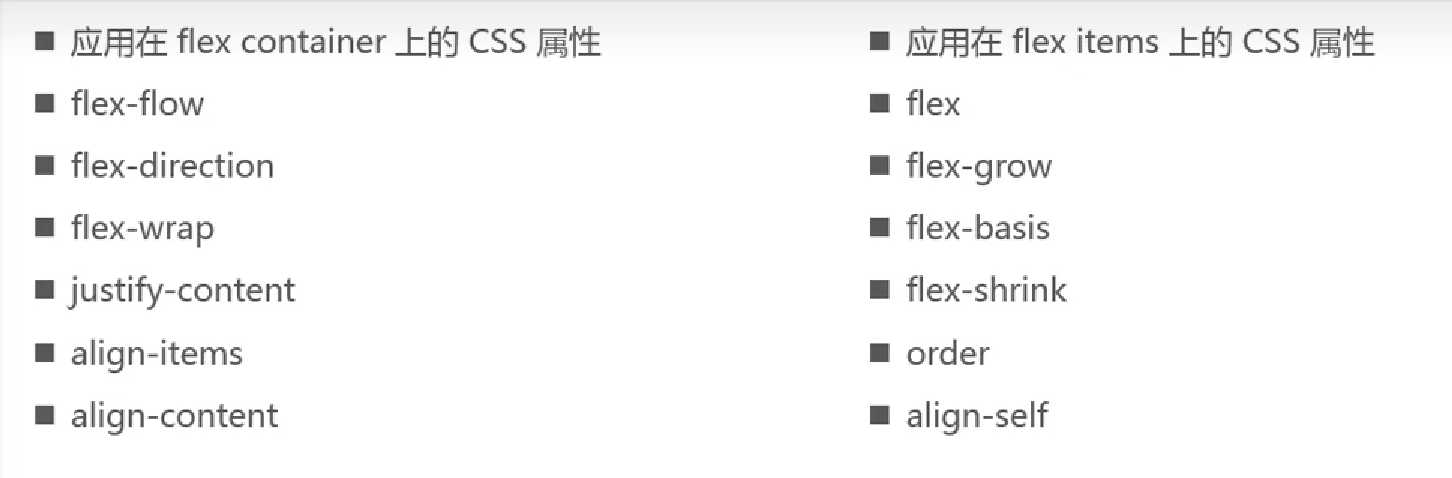 应用在 flex container 上的 CSS 属性
flex-flow
flex-direction
flex-wrap
justify-content
align-items
align-content
应用在 flex items 上的 CSS 属性
flex
flex-grow
flex-basis
flex-shrink
order
align-self